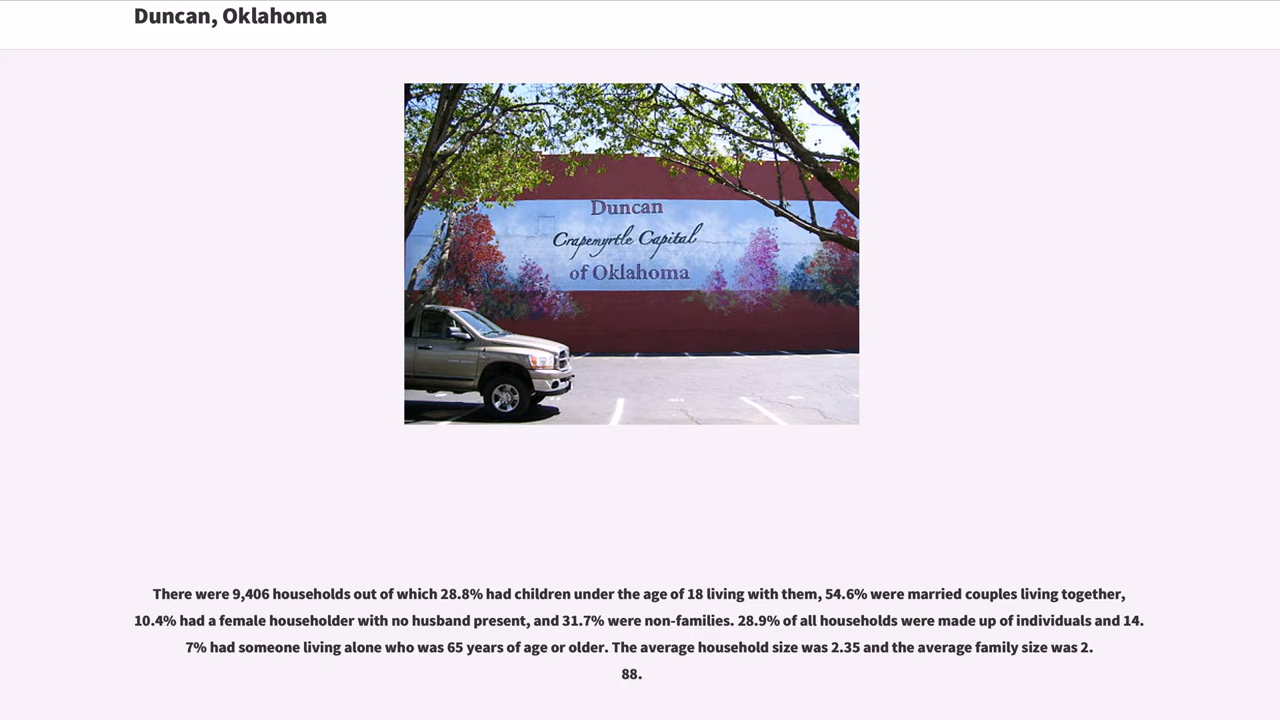 Duncan, Oklahoma
Duncan
Crapemyrtle Capital
of Oklahoma
There were 9,406 households out of which 28.8% had children under the age of 18 living with them, 54.6% were married couples living together,
10.4% had a female householder with no husband present, and 31.7% were non-families. 28.9% of all households were made up of individuals and 14.
7% had someone living alone who was 65 years of age or older. The average household size was 2.35 and the average family size was 2.
88.